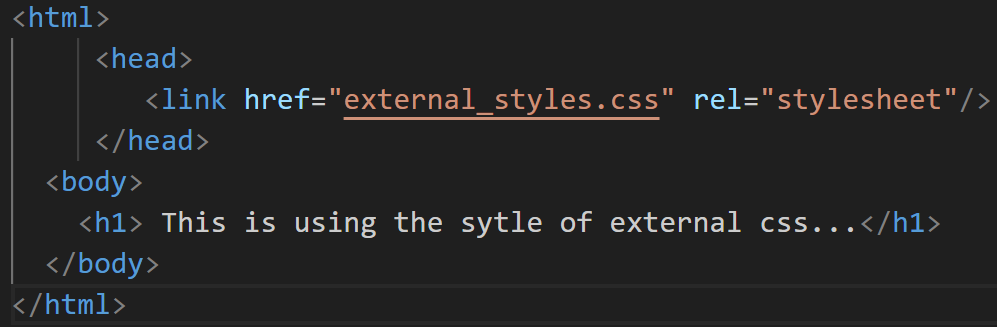 <html>
<head>
<link href="external_styles.css" rel="stylesheet"/>
</head>
<body>
<h1> This is using the sytle of external css...</h1>
</body>
</html>